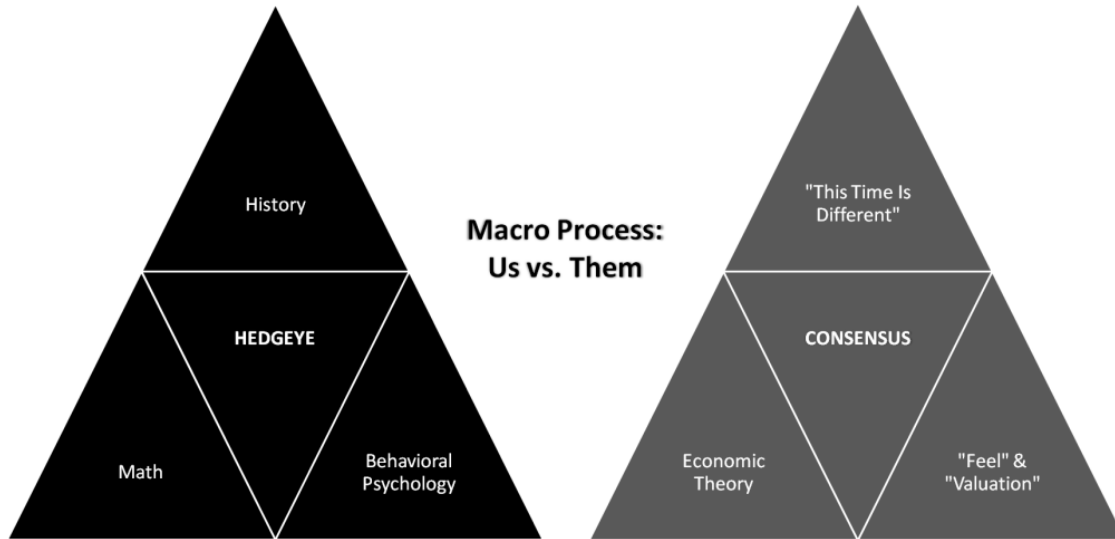 History
HEDGEYE
Math
Behavioral
Psychology
Macro Process:
Us vs. Them
"This Time Is
Different"
CONSENSUS
Economic
Theory
"Feel" &
"Valuation"